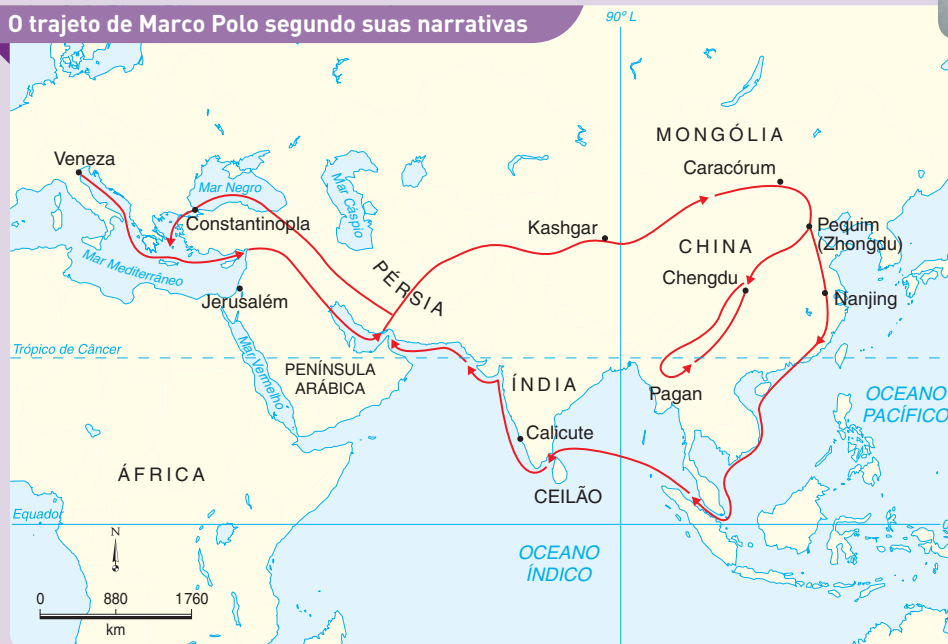 O trajeto de Marco Polo segundo suas narrativas
90º L
MONGÓLIA
Veneza
Caracórum
Mar Negro
Mar Cáspio
Constantinopla
Kashgar
Pequim
(Zhongdu)
CHINA
Mar Mediterrâneo
PÉRSIA
Chengdu
Jerusalém
Nanjing
Trópico de Câncer
Mar Vermelho
PENÍNSULA
ARÁBICA
ÍNDIA
Pagan
OCEANO
PACÍFICO
Calicute
ÁFRICA
CEILÃO
Equador
N
OCEANO
ÍNDICO
0 880 1760
km